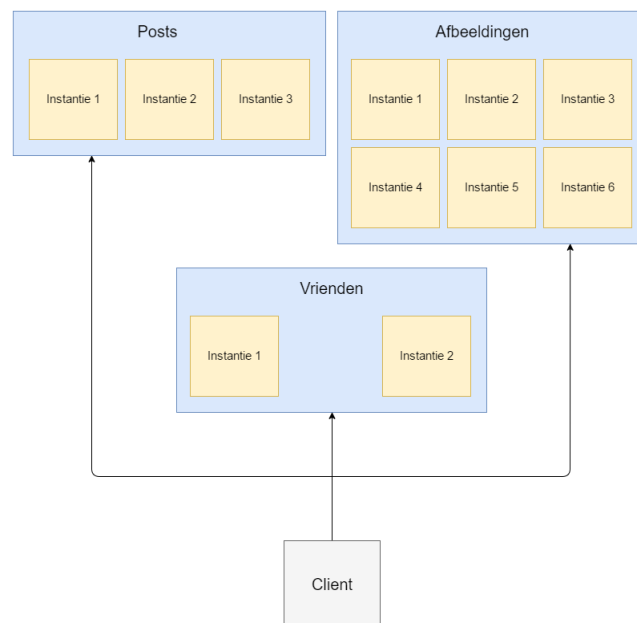 Posts
Instantie 1
Instantie 2
Instantie 3
Afbeeldingen
Instantie 1
Instantie 2
Instantie 3
Instantie 4
Instantie 5
Instantie 6
Vrienden
Instantie 1
Instantie 2
Client